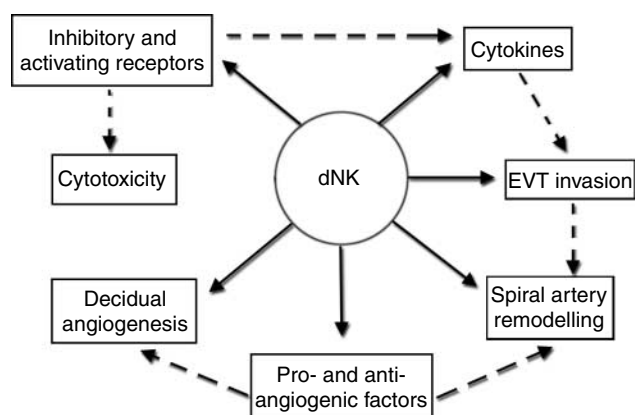 Inhibitory and
activating receptors
Cytokines
Cytotoxicity
dNK
EVT invasion
Decidual
angiogenesis
Spiral artery
remodelling
Pro- and anti-
angiogenic factors